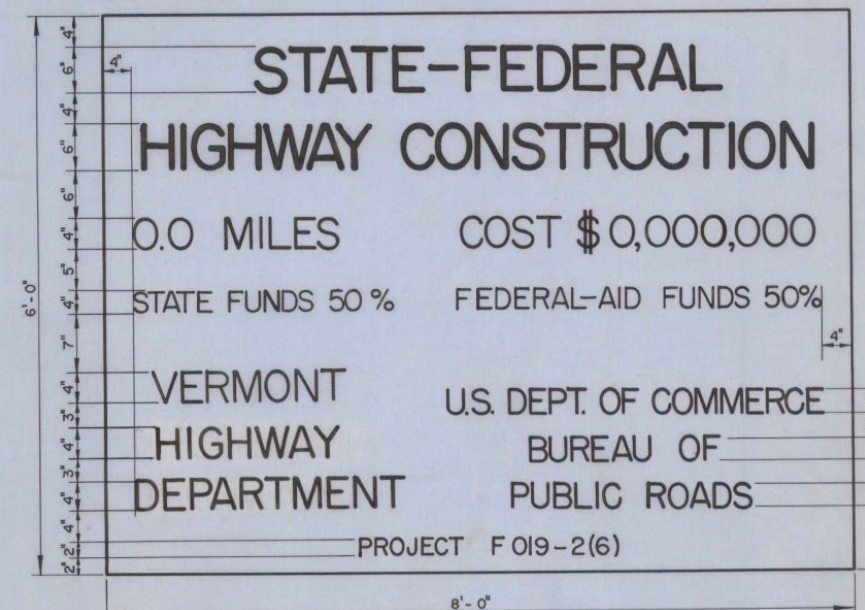 STATE-FEDERAL
HIGHWAY CONSTRUCTION
0.0 MILES COST $ 0,000,000
STATE FUNDS 50 % FEDERAL-AID FUNDS 50%
VERMONT
HIGHWAY
DEPARTMENT
U.S. DEPT. OF COMMERCE
BUREAU OF
PUBLIC ROADS
PROJECT F 019-2(6)
6'-0"
4"
6"
4"
6"
6"
4"
5"
4"
7"
4"
3"
4"
3"
4"
4"
2"
2"
4"
4"
8'-0"